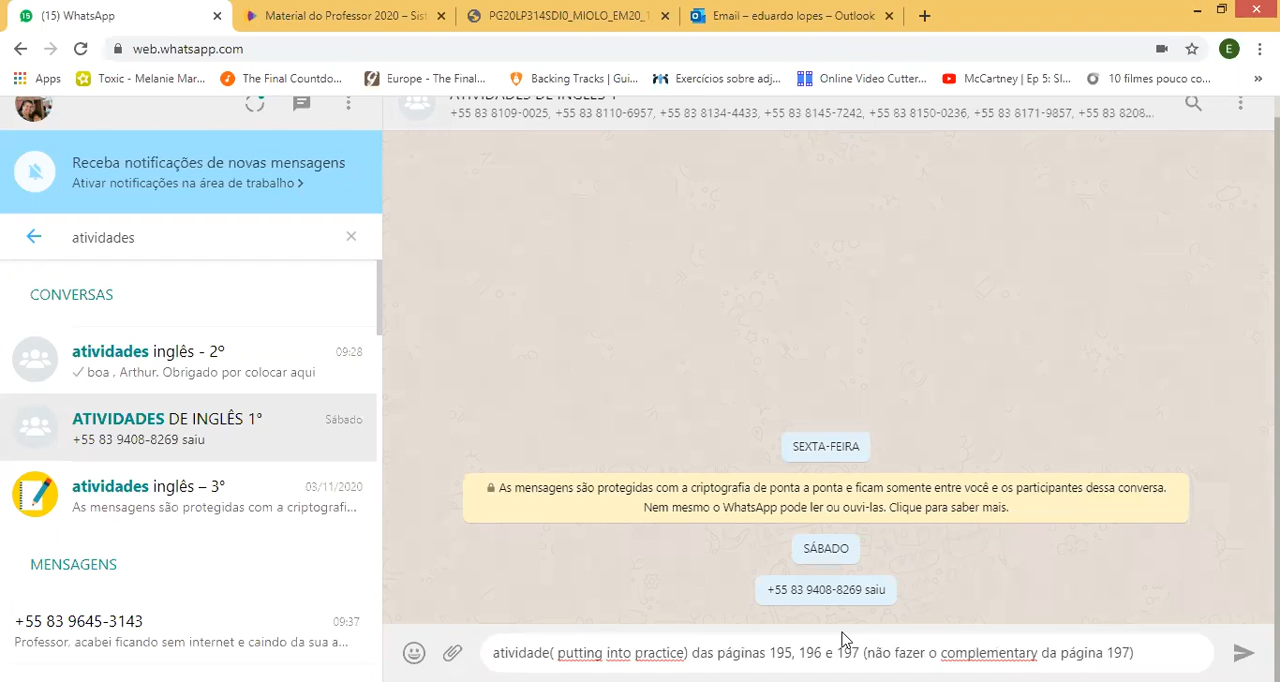 (15) WhatsApp
Material do Professor 2020 – Sist
PG20LP314SDI0_MIOLO_EM20_1
Email – eduardo lopes – Outlook
web.whatsapp.com
E
Apps
Toxic - Melanie Mar...
The Final Countdo...
Europe - The Final...
Backing Tracks | Gui...
Exercícios sobre adj...
Online Video Cutter...
McCartney | Ep 5: Sl...
10 filmes pouco co...
»
ATIVIDADES DE INGLÊS 1°
+55 83 8109-0025, +55 83 8110-6957, +55 83 8134-4433, +55 83 8145-7242, +55 83 8150-0236, +55 83 8171-9857, +55 83 8208...
Receba notificações de novas mensagens
Ativar notificações na área de trabalho >
atividades
CONVERSAS
atividades inglês - 2º
09:28
boa , Arthur. Obrigado por colocar aqui
ATIVIDADES DE INGLÊS 1°
Sábado
+55 83 9408-8269 saiu
atividades inglês – 3°
03/11/2020
As mensagens são protegidas com a criptografi...
MENSAGENS
+55 83 9645-3143
09:37
Professor. acabei ficando sem internet e caindo da sua a...
SEXTA-FEIRA
As mensagens são protegidas com a criptografia de ponta a ponta e ficam somente entre você e os participantes dessa conversa.
Nem mesmo o WhatsApp pode ler ou ouvi-las. Clique para saber mais.
SÁBADO
+55 83 9408-8269 saiu
atividade( putting into practice) das páginas 195, 196 e 197 (não fazer o complementary da página 197)